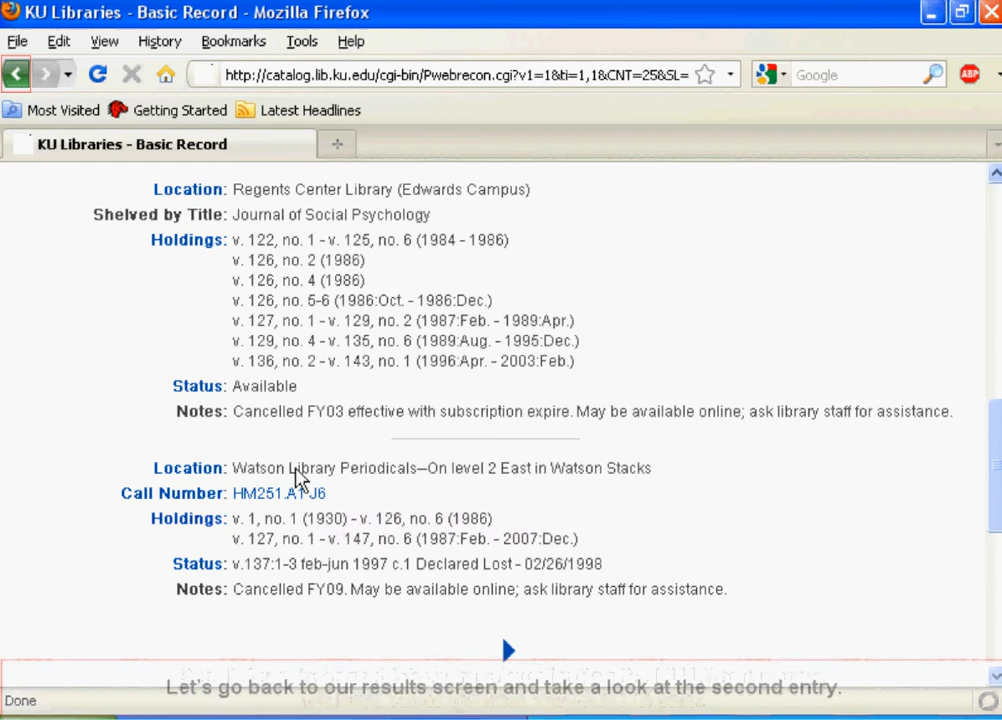 KU Libraries - Basic Record - Mozilla Firefox
File Edit View History Bookmarks Tools Help
http://catalog.lib.ku.edu/cgi-bin/Pwebrecon.cgi?v1=1&ti=1,1&CNT=25&SL= Google ABP
Most Visited Getting Started Latest Headlines
KU Libraries - Basic Record
Location: Regents Center Library (Edwards Campus)
Shelved by Title: Journal of Social Psychology
Holdings: v. 122, no. 1 - v. 125, no. 6 (1984 - 1986)
v. 126, no. 2 (1986)
v. 126, no. 4 (1986)
v. 126, no. 5-6 (1986:Oct. - 1986:Dec.)
v. 127, no. 1 - v. 129, no. 2 (1987:Feb. - 1989:Apr.)
v. 129, no. 4 - v. 135, no. 6 (1989:Aug. - 1995:Dec.)
v. 136, no. 2 - v. 143, no. 1 (1996:Apr. - 2003:Feb.)
Status: Available
Notes: Cancelled FY03 effective with subscription expire. May be available online; ask library staff for assistance.
Location: Watson Library Periodicals--On level 2 East in Watson Stacks
Call Number: HM251.A1 J6
Holdings: v. 1, no. 1 (1930) - v. 126, no. 6 (1986)
v. 127, no. 1 - v. 147, no. 6 (1987:Feb. - 2007:Dec.)
Status: v.137:1-3 feb-jun 1997 c.1 Declared Lost - 02/26/1998
Notes: Cancelled FY09. May be available online; ask library staff for assistance.
Let's go back to our results screen and take a look at the second entry.
Done